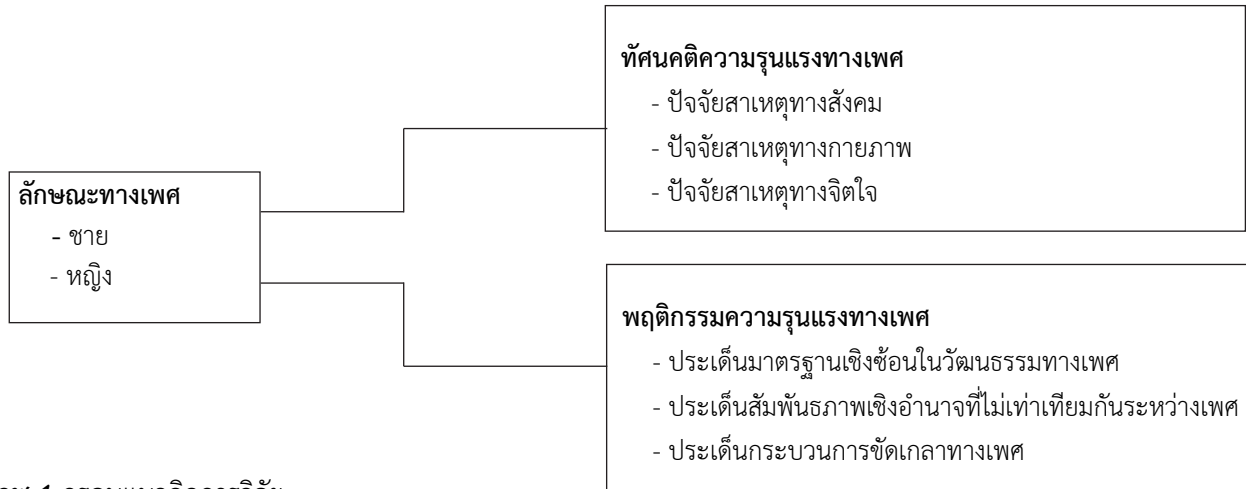 ทัศนคติความรุนแรงทางเพศ
- ปัจจัยสาเหตุทางสังคม
- ปัจจัยสาเหตุทางกายภาพ
- ปัจจัยสาเหตุทางจิตใจ
ลักษณะทางเพศ
- ชาย
- หญิง
พฤติกรรมความรุนแรงทางเพศ
- ประเด็นมาตรฐานเชิงซ้อนในวัฒนธรรมทางเพศ
- ประเด็นสัมพันธภาพเชิงอำนาจที่ไม่เท่าเทียมกันระหว่างเพศ
- ประเด็นกระบวนการขัดเกลาทางเพศ